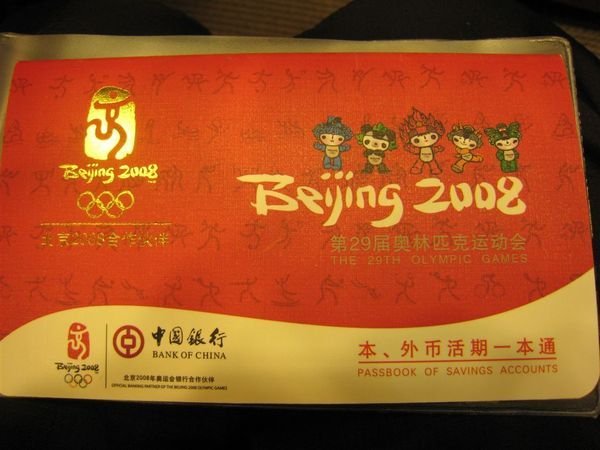 Beijing 2008
北京2008合作伙伴
Beijing 2008
第29届奥林匹克运动会
THE 29TH OLYMPIC GAMES
Beijing 2008
中國銀行
BANK OF CHINA
北京2008年奥运会银行合作伙伴
OFFICIAL BANKING PARTNER OF THE BEIJING 2008 OLYMPIC GAMES
本、外币活期一本通
PASSBOOK OF SAVINGS ACCOUNTS